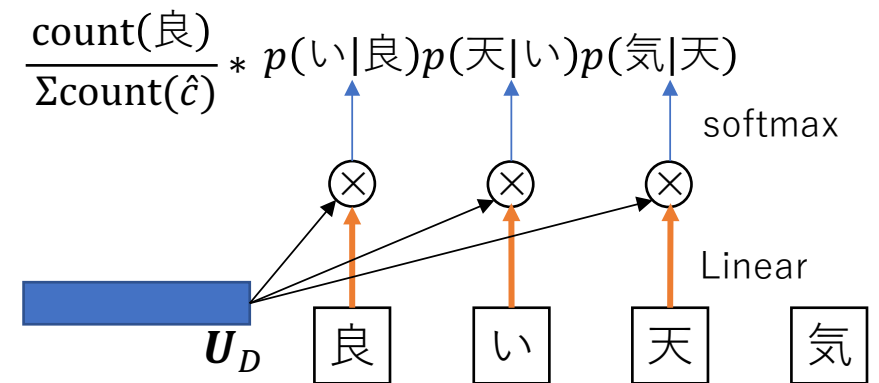 count(良) / Σcount(ĉ) * p(い|良)p(天|い)p(気|天)
softmax
⊗ ⊗ ⊗
Linear
U_D 良 い 天 気